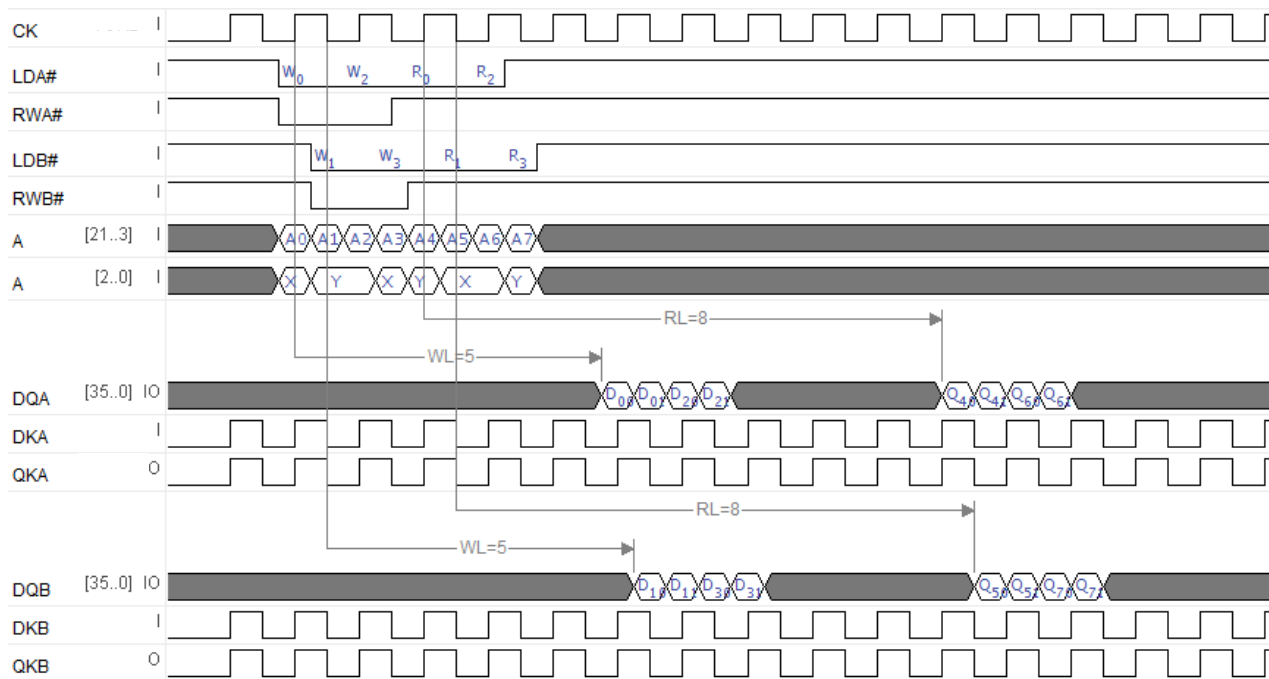 CK I
LDA# I W0 W2 R0 R2
RWA# I
LDB# I W1 W3 R1 R3
RWB# I
A [21..3] I A0 A1 A2 A3 A4 A5 A6 A7
A [2..0] I X Y X Y X Y
RL=8
WL=5
DQA [35..0] IO D00 D01 D20 D21 Q40 Q41 Q60 Q61
DKA I
QKA O
RL=8
WL=5
DQB [35..0] IO D10 D11 D30 D31 Q50 Q51 Q70 Q71
DKB I
QKB O